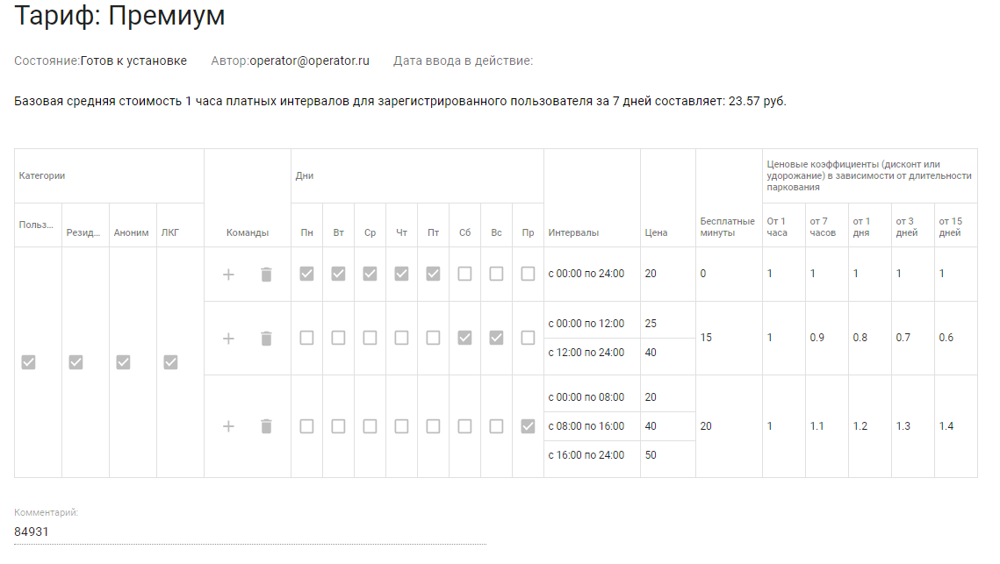 Тариф: Премиум
Состояние:Готов к установке Автор:operator@operator.ru Дата ввода в действие:
Базовая средняя стоимость 1 часа платных интервалов для зарегистрированного пользователя за 7 дней составляет: 23.57 руб.
Категории
Польз...
Резид...
Аноним
ЛКГ
Команды
Дни
Пн
Вт
Ср
Чт
Пт
Сб
Вс
Пр
Интервалы
Цена
Бесплатные
минуты
Ценовые коэффициенты (дисконт или
удорожание) в зависимости от длительности
паркования
От 1
часа
от 7
часов
от 1
дня
от 3
дней
от 15
дней
с 00:00 по 24:00 20 0 1 1 1 1 1
с 00:00 по 12:00 25
с 12:00 по 24:00 40
15 1 0.9 0.8 0.7 0.6
с 00:00 по 08:00 20
с 08:00 по 16:00 40
с 16:00 по 24:00 50
20 1 1.1 1.2 1.3 1.4
Комментарий:
84931